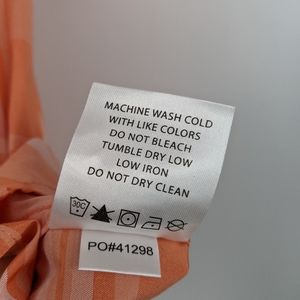 MACHINE WASH COLD
WITH LIKE COLORS
DO NOT BLEACH
TUMBLE DRY LOW
LOW IRON
DO NOT DRY CLEAN
30C
PO#41298